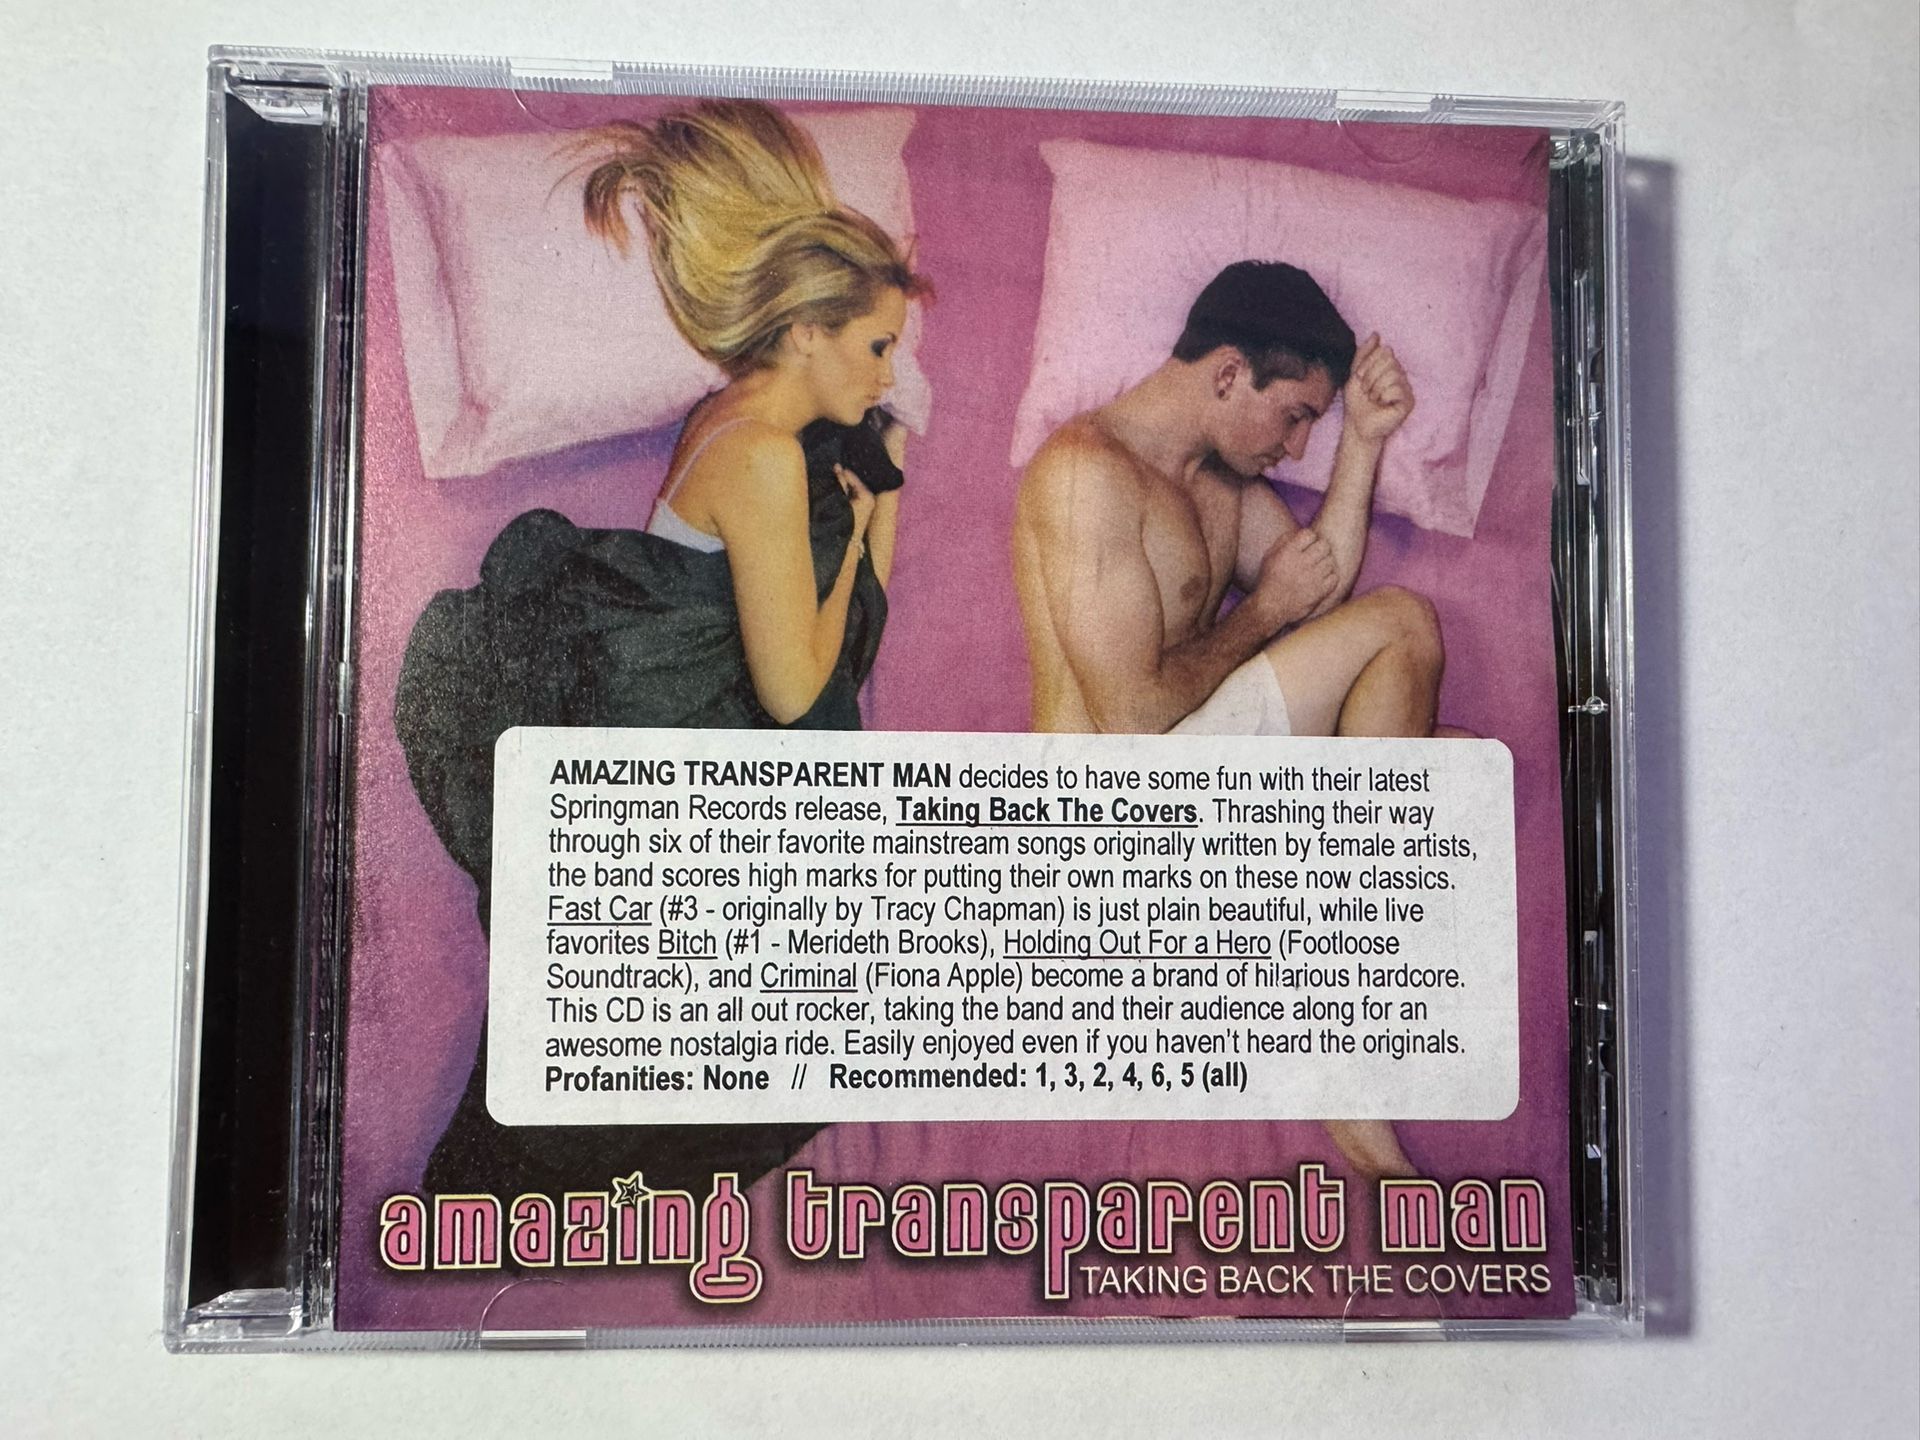 AMAZING TRANSPARENT MAN decides to have some fun with their latest
Springman Records release, Taking Back The Covers. Thrashing their way
through six of their favorite mainstream songs originally written by female artists,
the band scores high marks for putting their own marks on these now classics.
Fast Car (#3 - originally by Tracy Chapman) is just plain beautiful, while live
favorites Bitch (#1 - Merideth Brooks), Holding Out For a Hero (Footloose
Soundtrack), and Criminal (Fiona Apple) become a brand of hilarious hardcore.
This CD is an all out rocker, taking the band and their audience along for an
awesome nostalgia ride. Easily enjoyed even if you haven't heard the originals.
Profanities: None // Recommended: 1, 3, 2, 4, 6, 5 (all)
amazing transparent man
TAKING BACK THE COVERS